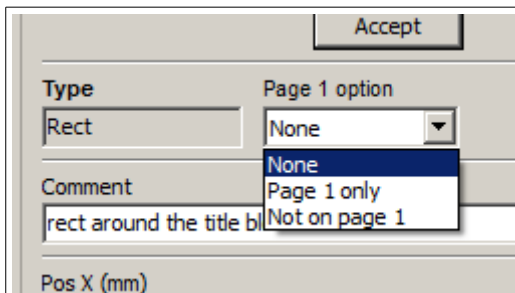 Accept
Type
Page 1 option
Rect
None
None
Page 1 only
Not on page 1
Comment
rect around the title bl
Pos X (mm)